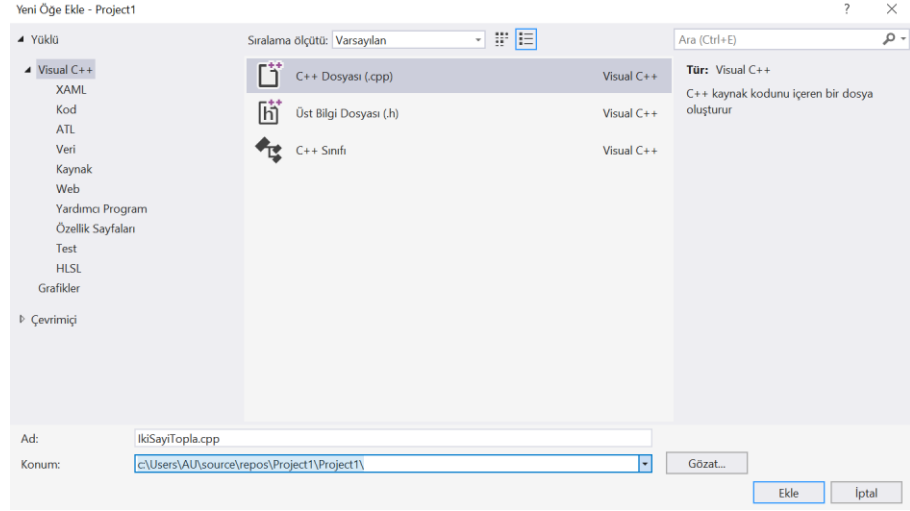 Yeni Öğe Ekle - Project1
? ×
Yüklü
Sıralama ölçütü: Varsayılan
Ara (Ctrl+E)
Visual C++
XAML
Kod
ATL
Veri
Kaynak
Web
Yardımcı Program
Özellik Sayfaları
Test
HLSL
Grafikler
Çevrimiçi
C++ Dosyası (.cpp) Visual C++
Üst Bilgi Dosyası (.h) Visual C++
C++ Sınıfı Visual C++
Tür: Visual C++
C++ kaynak kodunu içeren bir dosya
oluşturur
Ad: IkiSayiTopla.cpp
Konum: c:\Users\AU\source\repos\Project1\Project1\
Gözat...
Ekle İptal